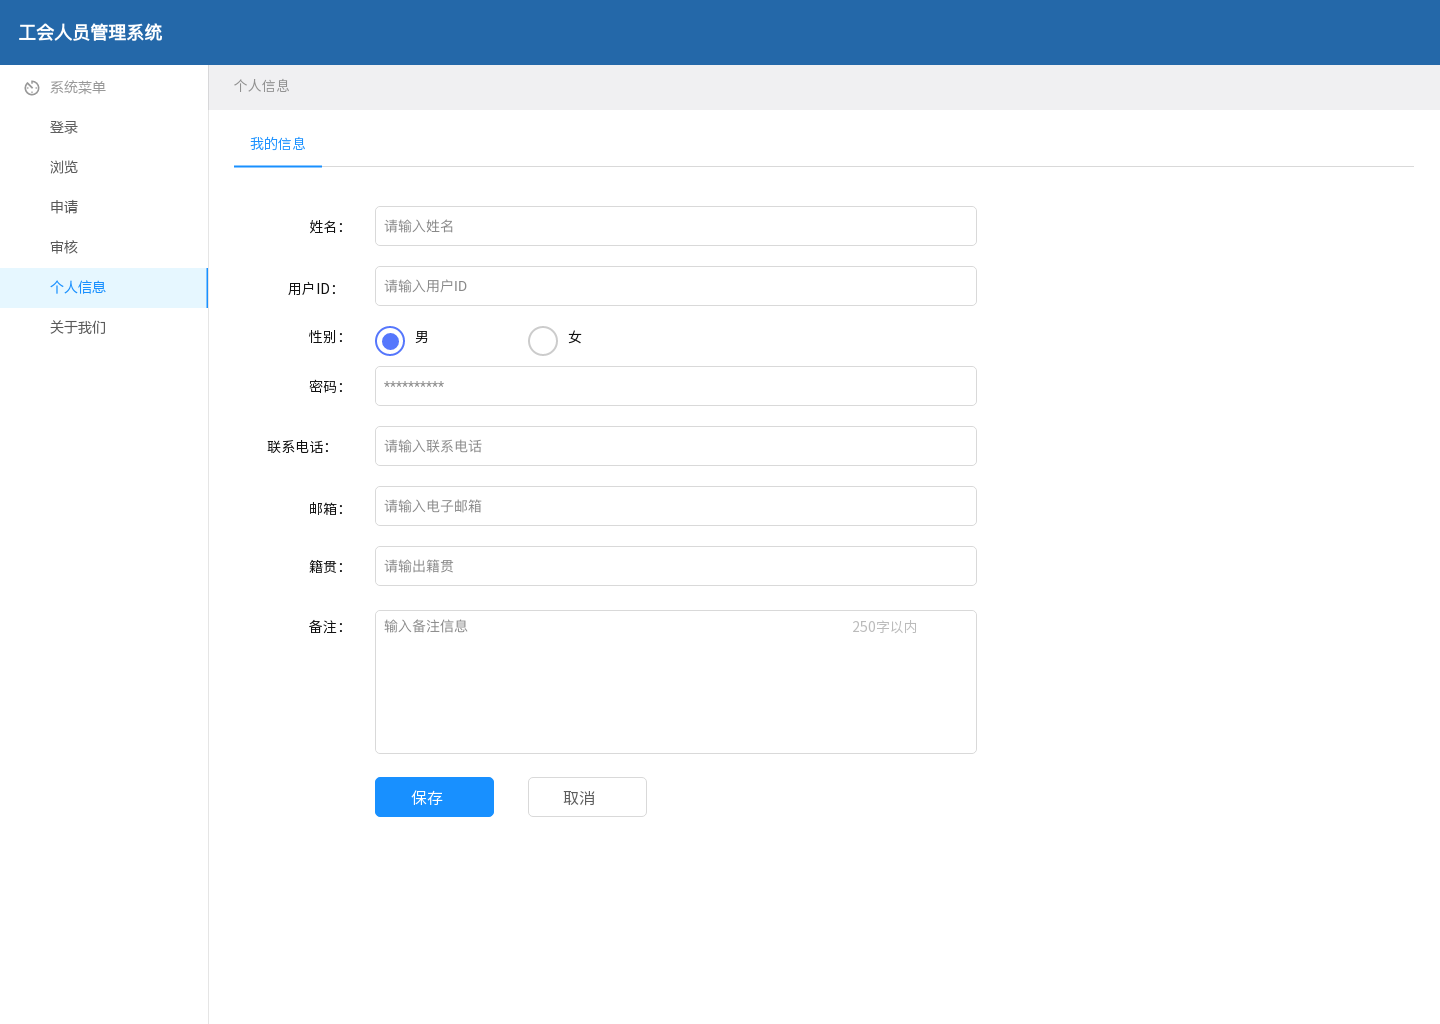 工会人员管理系统
系统菜单
登录
浏览
申请
审核
个人信息
关于我们
个人信息
我的信息
姓名：
请输入姓名
用户ID：
请输入用户ID
性别：
男
女
密码：
**********
联系电话：
请输入联系电话
邮箱：
请输入电子邮箱
籍贯：
请输出籍贯
备注：
输入备注信息
250字以内
保存
取消